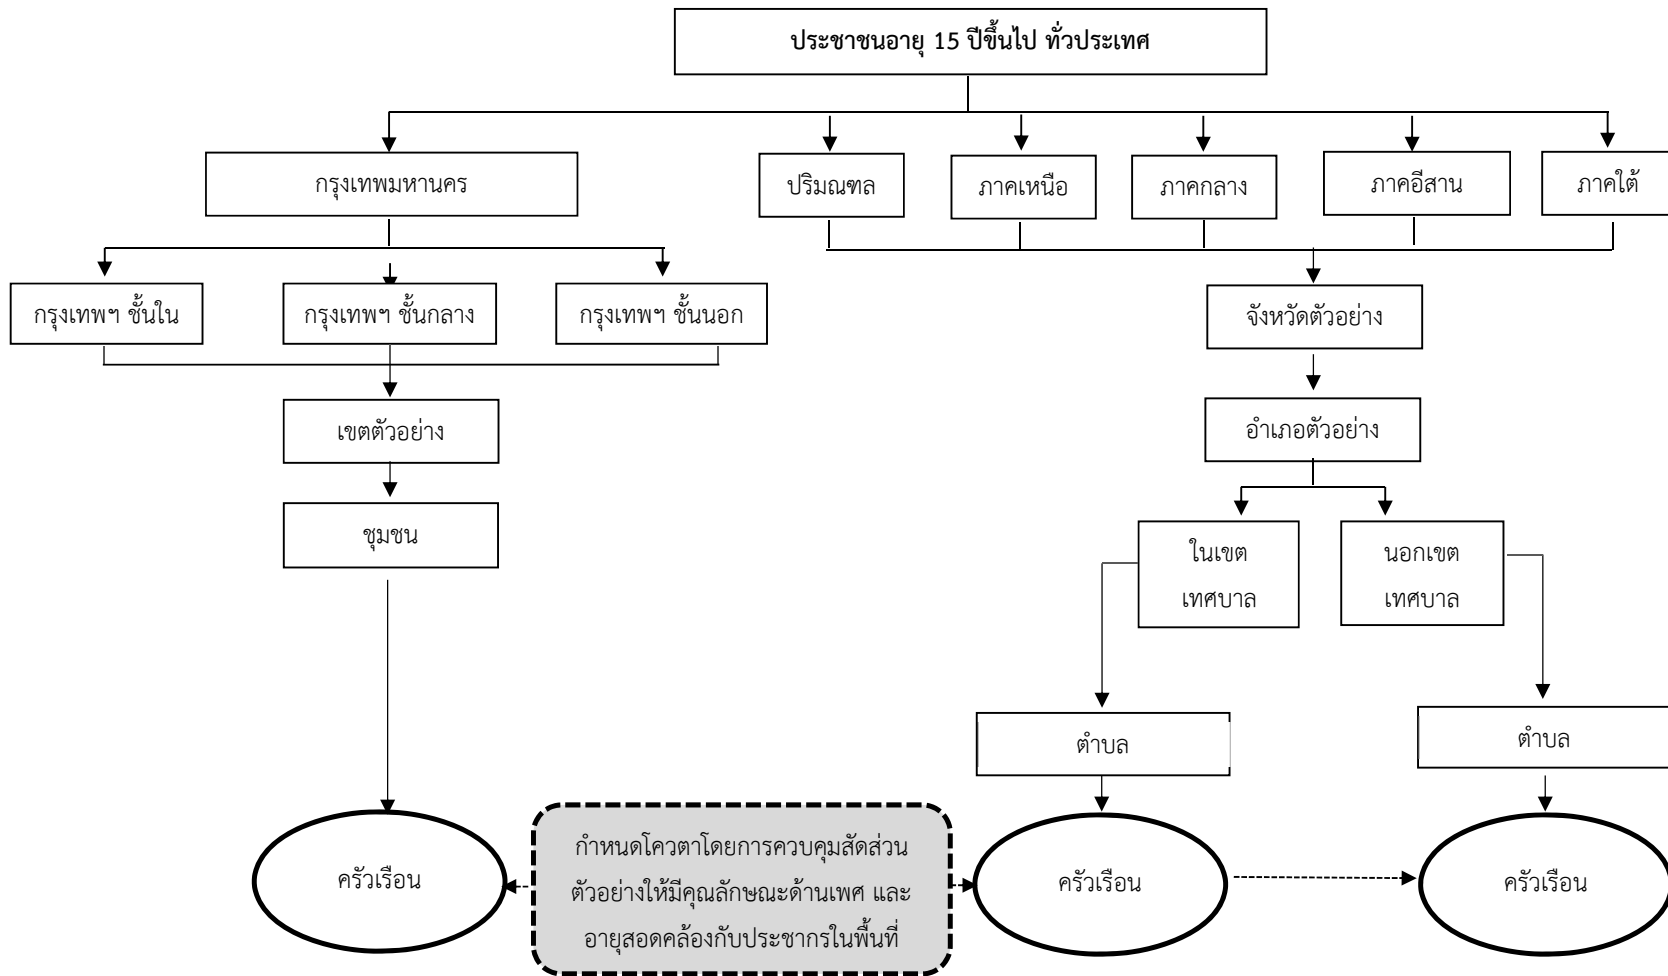 ประชาชนอายุ 15 ปีขึ้นไป ทั่วประเทศ
กรุงเทพมหานคร
ปริมณฑล
ภาคเหนือ
ภาคกลาง
ภาคอีสาน
ภาคใต้
กรุงเทพฯ ชั้นใน
กรุงเทพฯ ชั้นกลาง
กรุงเทพฯ ชั้นนอก
จังหวัดตัวอย่าง
เขตตัวอย่าง
อำเภอตัวอย่าง
ชุมชน
ในเขต
เทศบาล
นอกเขต
เทศบาล
ตำบล
ตำบล
ครัวเรือน
กำหนดโควตาโดยการควบคุมสัดส่วน
ตัวอย่างให้มีคุณลักษณะด้านเพศ และ
อายุสอดคล้องกับประชากรในพื้นที่
ครัวเรือน
ครัวเรือน